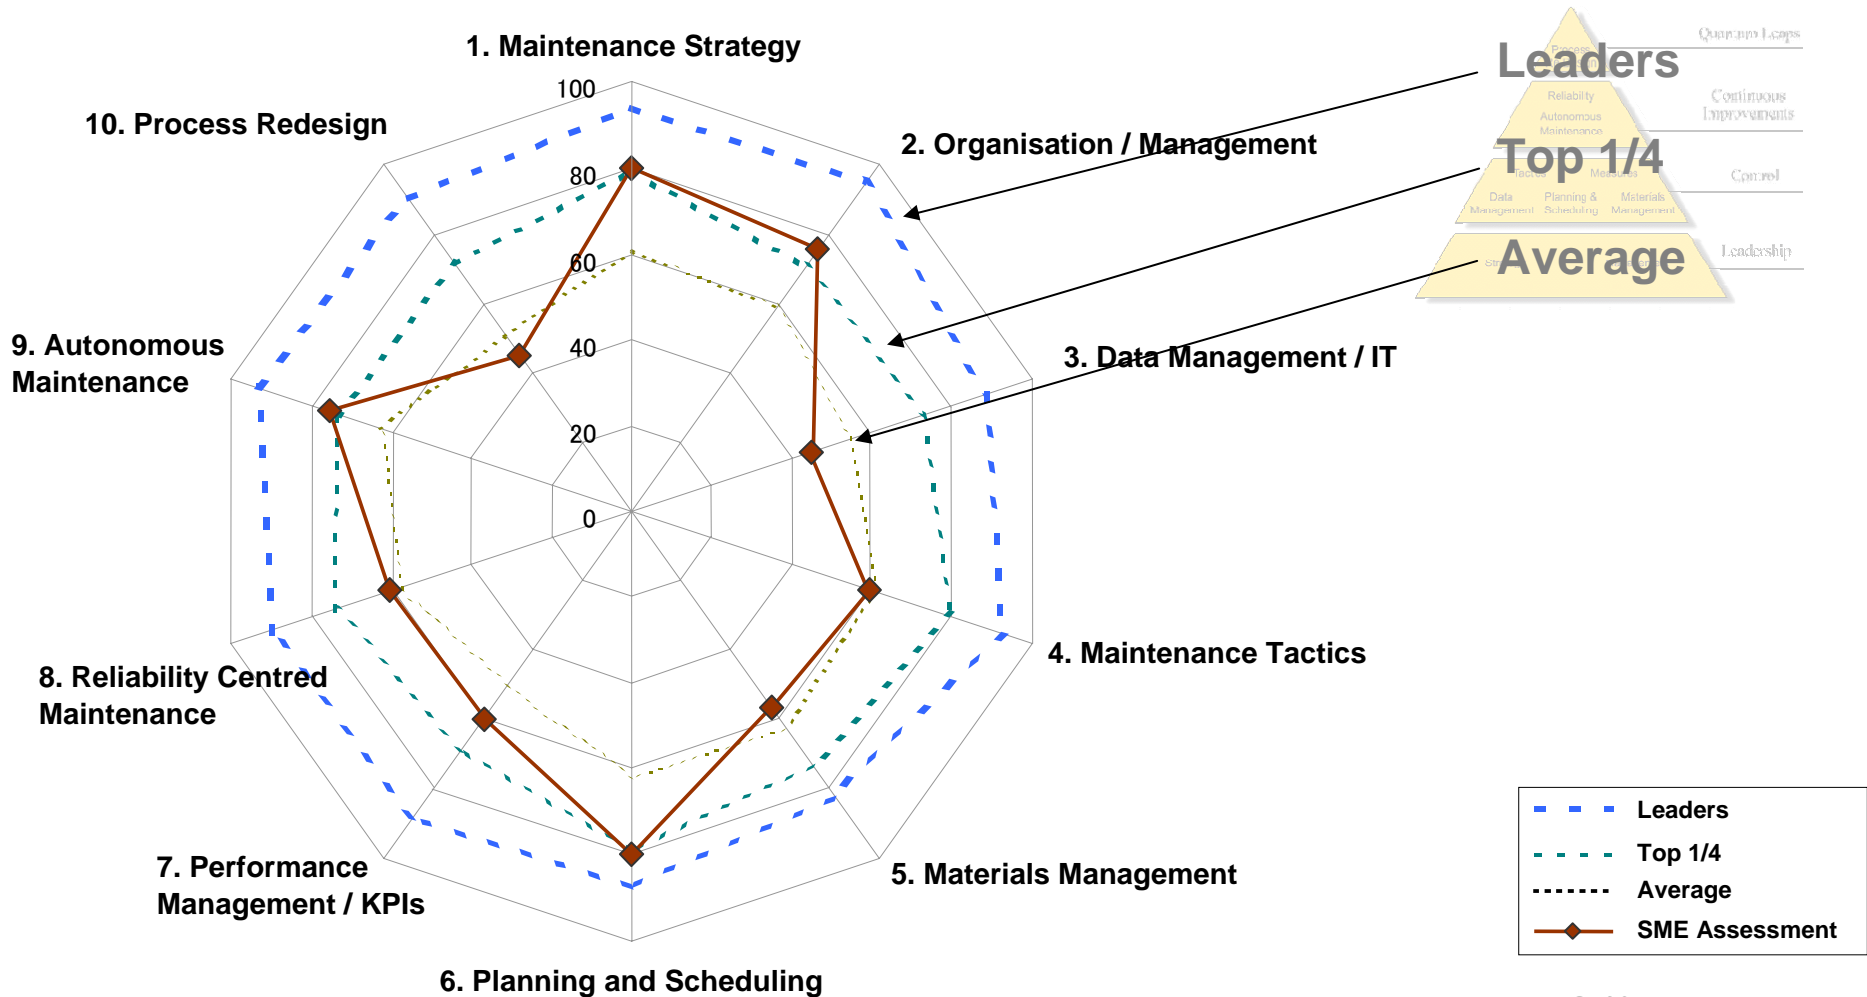 1. Maintenance Strategy
10. Process Redesign
2. Organisation / Management
9. Autonomous
Maintenance
3. Data Management / IT
8. Reliability Centred
Maintenance
4. Maintenance Tactics
7. Performance
Management / KPIs
5. Materials Management
6. Planning and Scheduling
100
80
60
40
20
0
Leaders
Top 1/4
Average
Process
Reliability
Autonomous
Maintenance
Tactics Measures
Data Planning & Materials
Management Scheduling Management
Quantum Leaps
Continuous
Improvements
Control
Leadership
Leaders
Top 1/4
Average
SME Assessment